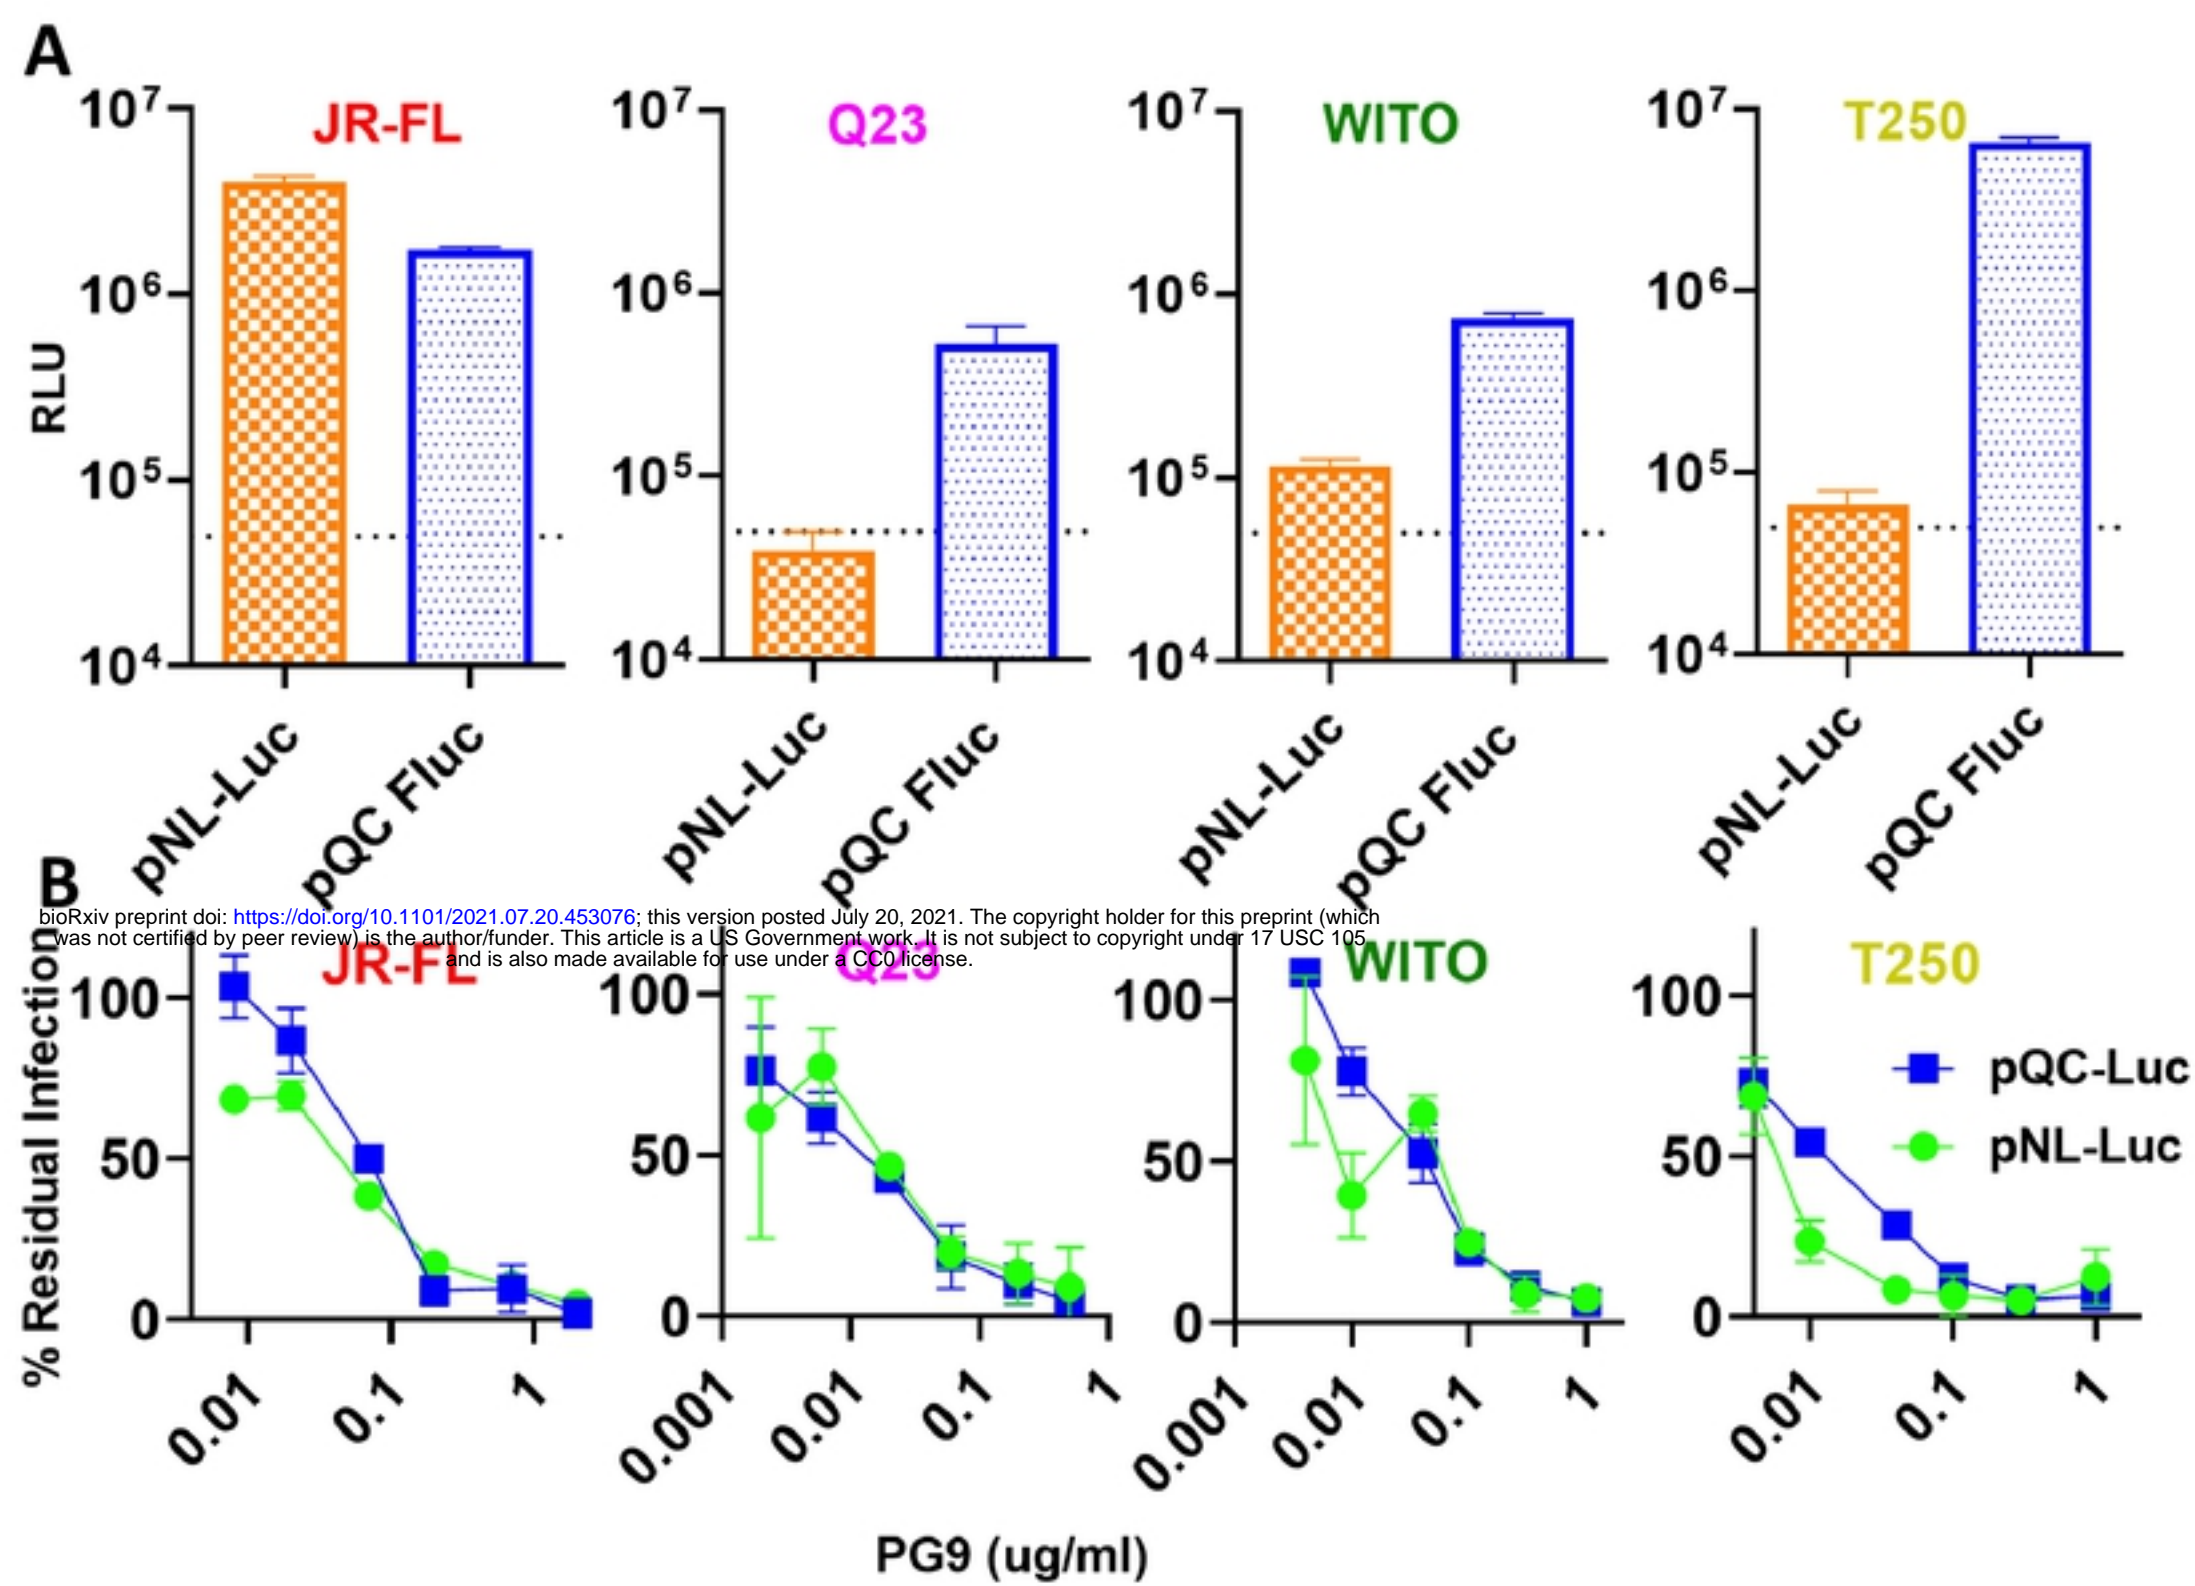 A
JR-FL Q23 WITO T250
10⁷ 10⁷ 10⁷ 10⁷
10⁶ 10⁶ 10⁶ 10⁶
RLU
10⁵ 10⁵ 10⁵ 10⁵
10⁴ 10⁴ 10⁴ 10⁴
pNL-Luc pQC Fluc pNL-Luc pQC Fluc pNL-Luc pQC Fluc pNL-Luc pQC Fluc
B
bioRxiv preprint doi: https://doi.org/10.1101/2021.07.20.453076; this version posted July 20, 2021. The copyright holder for this preprint (which
was not certified by peer review) is the author/funder. This article is a US Government work. It is not subject to copyright under 17 USC 105
and is also made available for use under a CC0 license.
JR-FL Q23 WITO T250
% Residual Infection
100 100 100 100
pQC-Luc
50 50 50 50
pNL-Luc
0 0 0 0
0.01 0.1 1 0.001 0.01 0.1 1 0.001 0.01 0.1 1 0.01 0.1 1
PG9 (ug/ml)